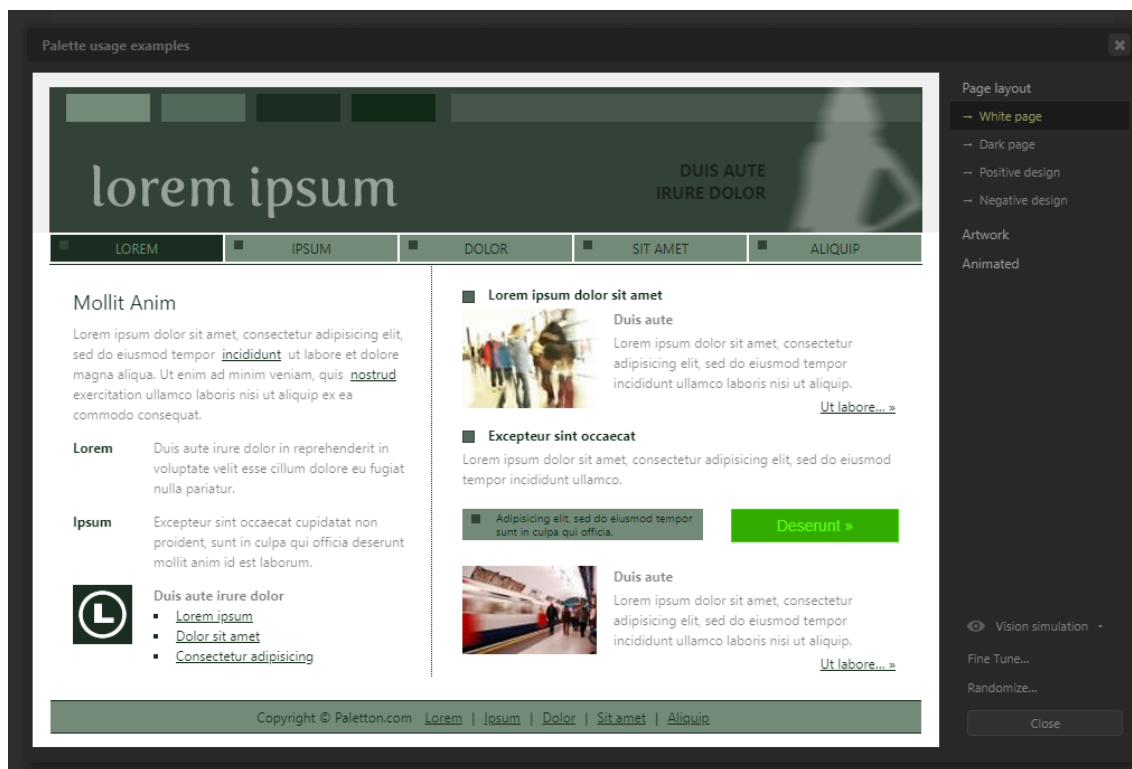 Palette usage examples
Page layout
→ White page
→ Dark page
→ Positive design
→ Negative design
Artwork
Animated
lorem ipsum
DUIS AUTE
IRURE DOLOR
LOREM
IPSUM
DOLOR
SIT AMET
ALIQUIP
Mollit Anim
Lorem ipsum dolor sit amet, consectetur adipisicing elit,
sed do eiusmod tempor incididunt ut labore et dolore
magna aliqua. Ut enim ad minim veniam, quis nostrud
exercitation ullamco laboris nisi ut aliquip ex ea
commodo consequat.
Lorem
Duis aute irure dolor in reprehenderit in
voluptate velit esse cillum dolore eu fugiat
nulla pariatur.
Ipsum
Excepteur sint occaecat cupidatat non
proident, sunt in culpa qui officia deserunt
mollit anim id est laborum.
L
Duis aute irure dolor
Lorem ipsum
Dolor sit amet
Consectetur adipisicing
Lorem ipsum dolor sit amet
Duis aute
Lorem ipsum dolor sit amet, consectetur
adipisicing elit, sed do eiusmod tempor
incididunt ullamco laboris nisi ut aliquip.
Ut labore... »
Excepteur sint occaecat
Lorem ipsum dolor sit amet, consectetur adipisicing elit, sed do eiusmod
tempor incididunt ullamco.
Adipisicing elit, sed do eiusmod tempor
sunt in culpa qui officia.
Deserunt »
Duis aute
Lorem ipsum dolor sit amet, consectetur
adipisicing elit, sed do eiusmod tempor
incididunt ullamco laboris nisi ut aliquip.
Ut labore... »
Copyright © Paletton.com Lorem | Ipsum | Dolor | Sit amet | Aliquip
Vision simulation
Fine Tune...
Randomize...
Close